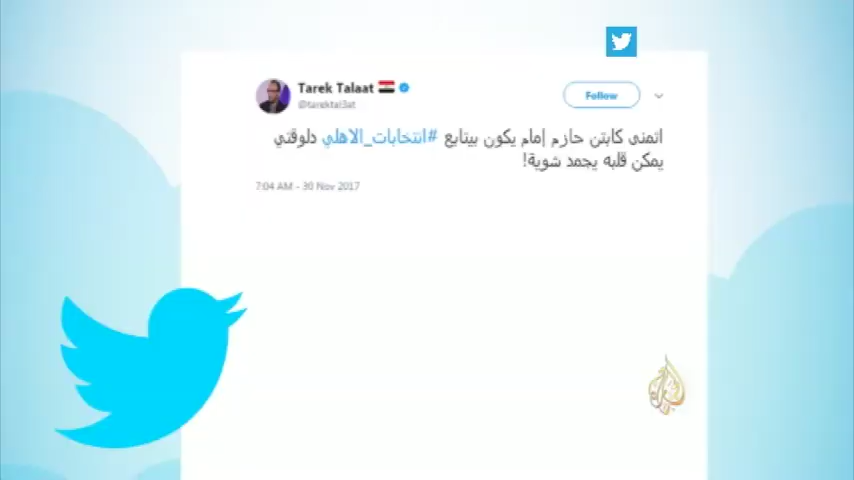 Tarek Talaat
@tarektal3at
Follow
اتمنى كابتن حازم إمام يكون بيتابع #انتخابات_الاهلي دلوقتي
يمكن قلبه يجمد شوية!
7:04 AM - 30 Nov 2017
الجزيرة